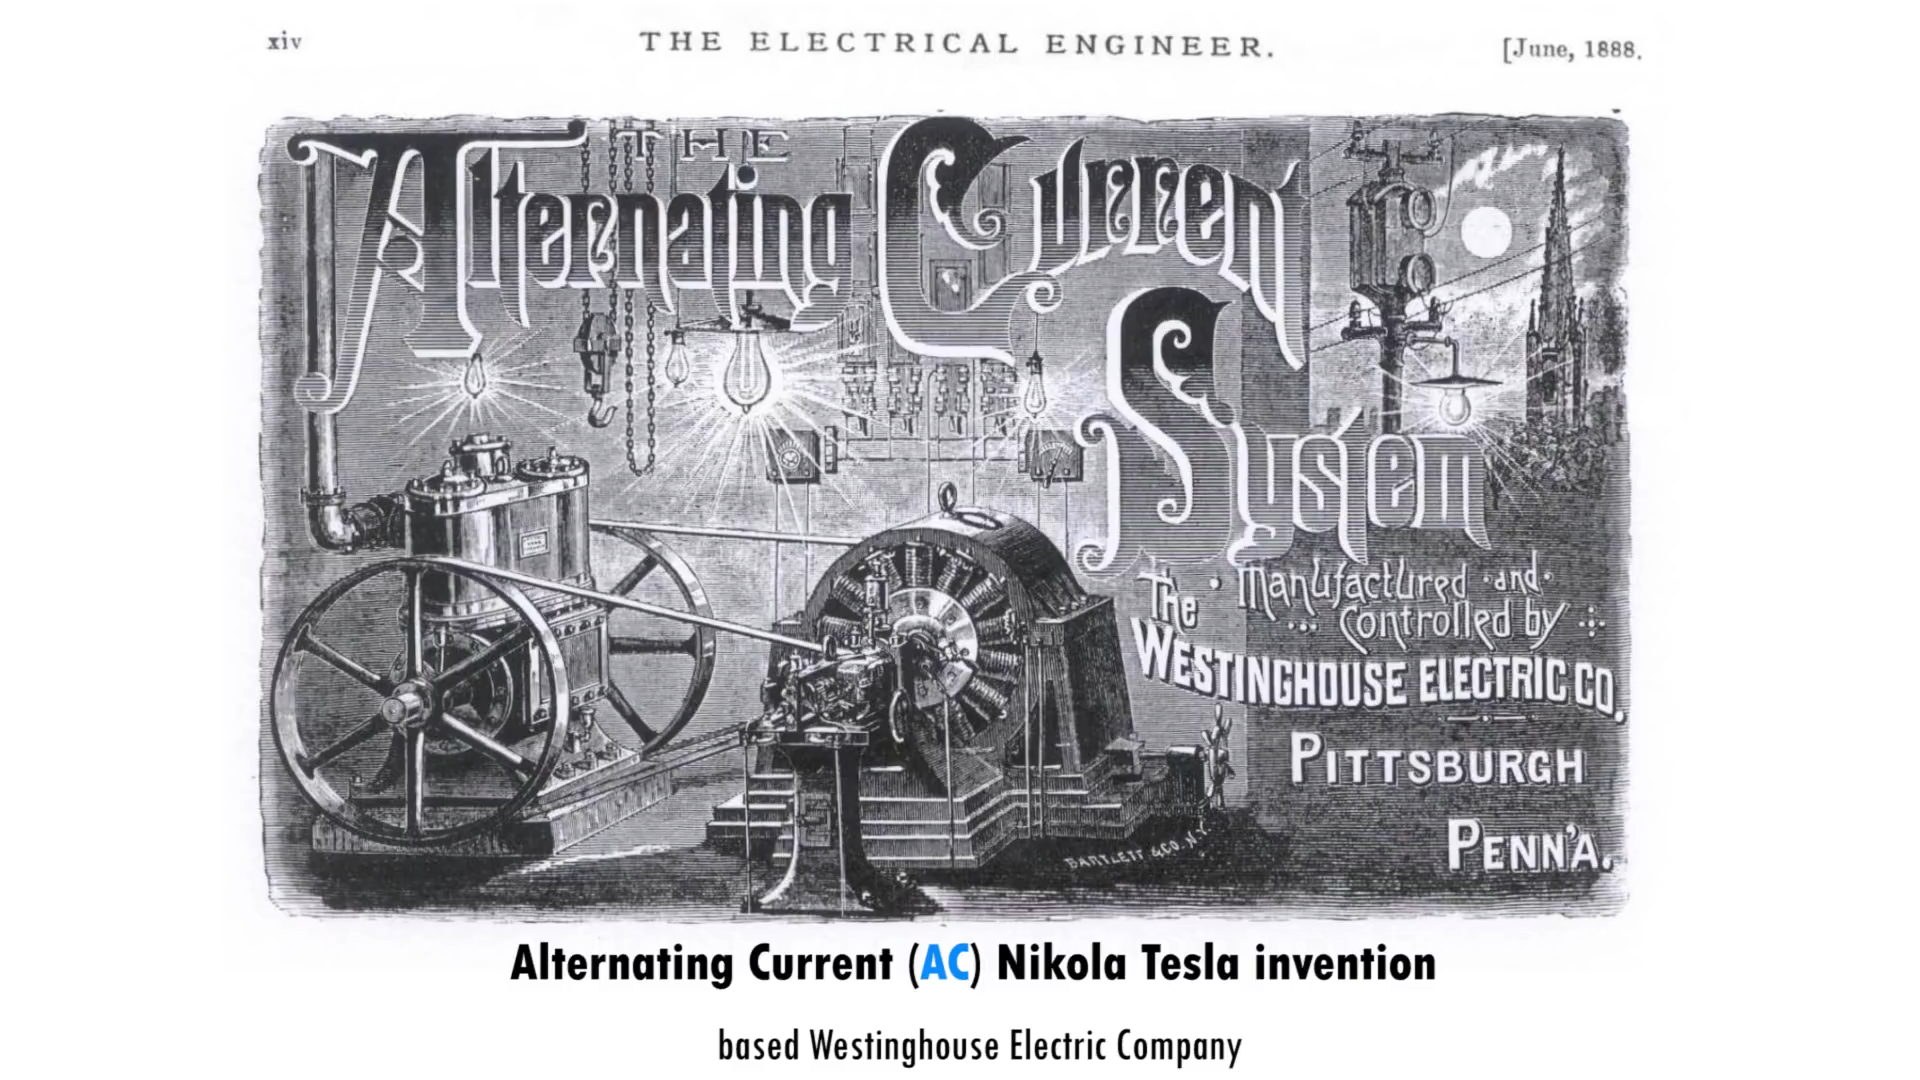 xiv THE ELECTRICAL ENGINEER. [June, 1888.
THE
Alternating Current
System
The Manufactured and
Controlled by
WESTINGHOUSE ELECTRIC CO.
PITTSBURGH
PENN'A.
BARTLETT & CO. N.Y.
Alternating Current (AC) Nikola Tesla invention
based Westinghouse Electric Company